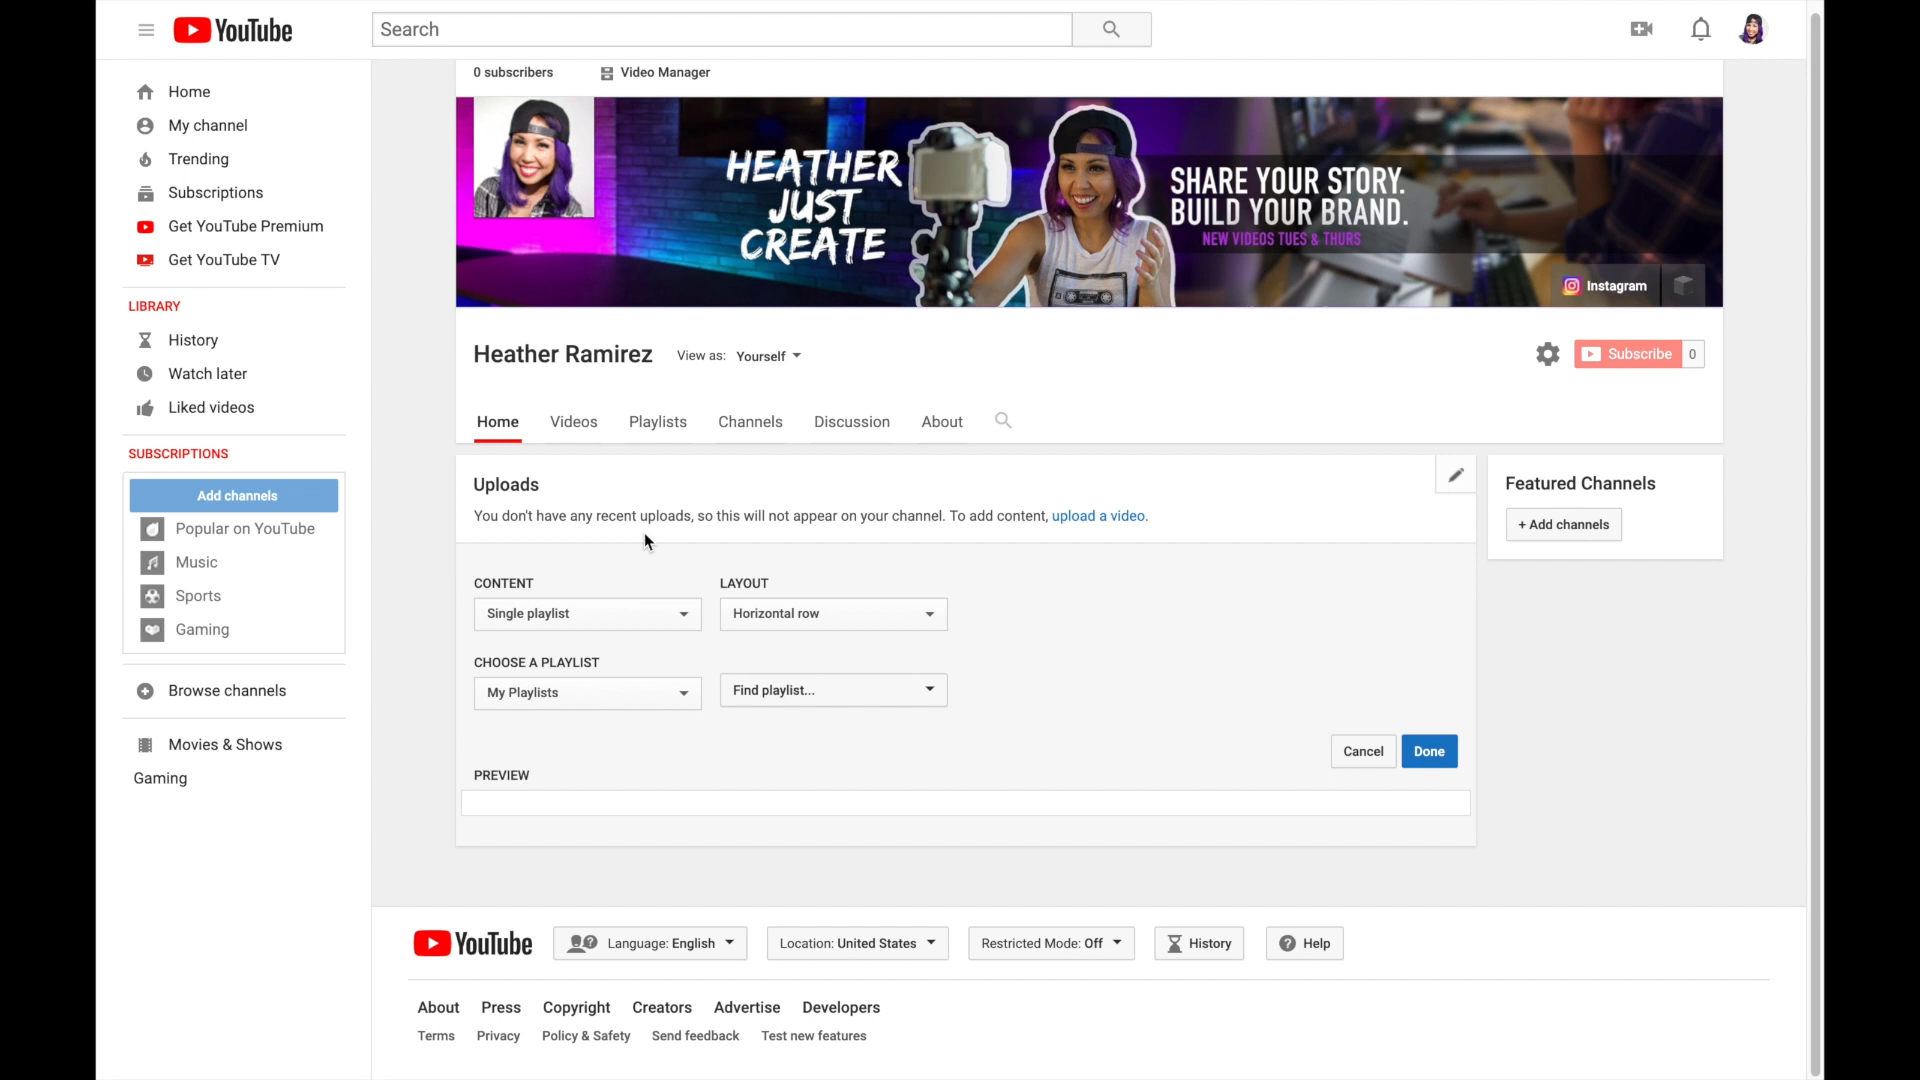 YouTube
Search
Home
My channel
Trending
Subscriptions
Get YouTube Premium
Get YouTube TV
LIBRARY
History
Watch later
Liked videos
SUBSCRIPTIONS
Add channels
Popular on YouTube
Music
Sports
Gaming
Browse channels
Movies & Shows
Gaming
0 subscribers Video Manager
HEATHER
JUST
CREATE
SHARE YOUR STORY.
BUILD YOUR BRAND.
NEW VIDEOS TUES & THURS
Instagram
Heather Ramirez View as: Yourself
Subscribe 0
Home Videos Playlists Channels Discussion About
Uploads
You don't have any recent uploads, so this will not appear on your channel. To add content, upload a video.
CONTENT LAYOUT
Single playlist Horizontal row
CHOOSE A PLAYLIST
My Playlists Find playlist...
Cancel Done
PREVIEW
Featured Channels
+ Add channels
YouTube Language: English Location: United States Restricted Mode: Off History Help
About Press Copyright Creators Advertise Developers
Terms Privacy Policy & Safety Send feedback Test new features